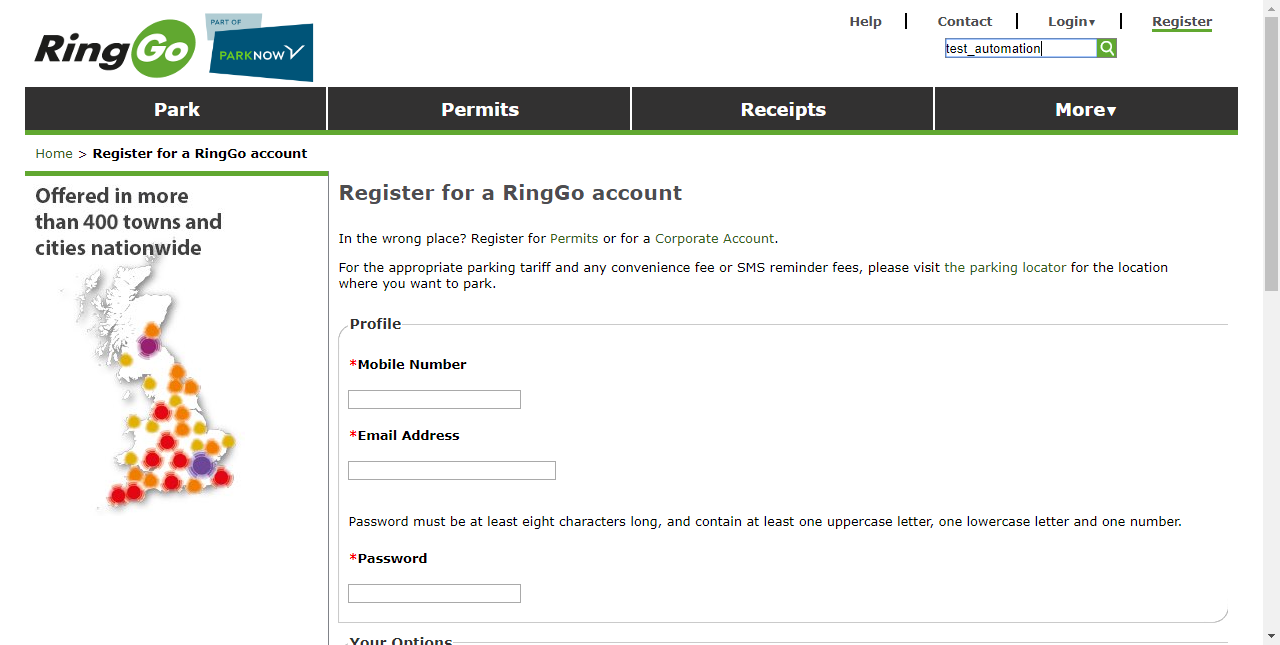 RingGo
PART OF
PARKNOW
Help
Contact
Login▾
Register
test_automation
Park
Permits
Receipts
More▾
Home > Register for a RingGo account
Offered in more
than 400 towns and
cities nationwide
Register for a RingGo account
In the wrong place? Register for Permits or for a Corporate Account.
For the appropriate parking tariff and any convenience fee or SMS reminder fees, please visit the parking locator for the location
where you want to park.
Profile
*Mobile Number
*Email Address
Password must be at least eight characters long, and contain at least one uppercase letter, one lowercase letter and one number.
*Password
Your Options